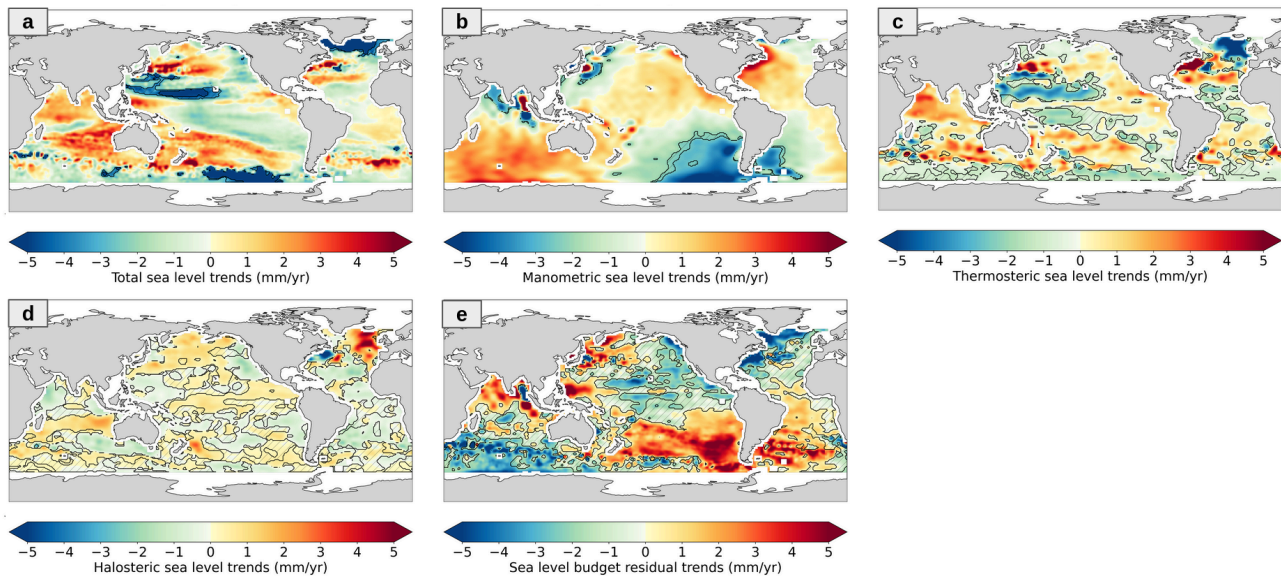 a
b
c
−5 −4 −3 −2 −1 0 1 2 3 4 5
Total sea level trends (mm/yr)
−5 −4 −3 −2 −1 0 1 2 3 4 5
Manometric sea level trends (mm/yr)
−5 −4 −3 −2 −1 0 1 2 3 4 5
Thermosteric sea level trends (mm/yr)
d
e
−5 −4 −3 −2 −1 0 1 2 3 4 5
Halosteric sea level trends (mm/yr)
−5 −4 −3 −2 −1 0 1 2 3 4 5
Sea level budget residual trends (mm/yr)